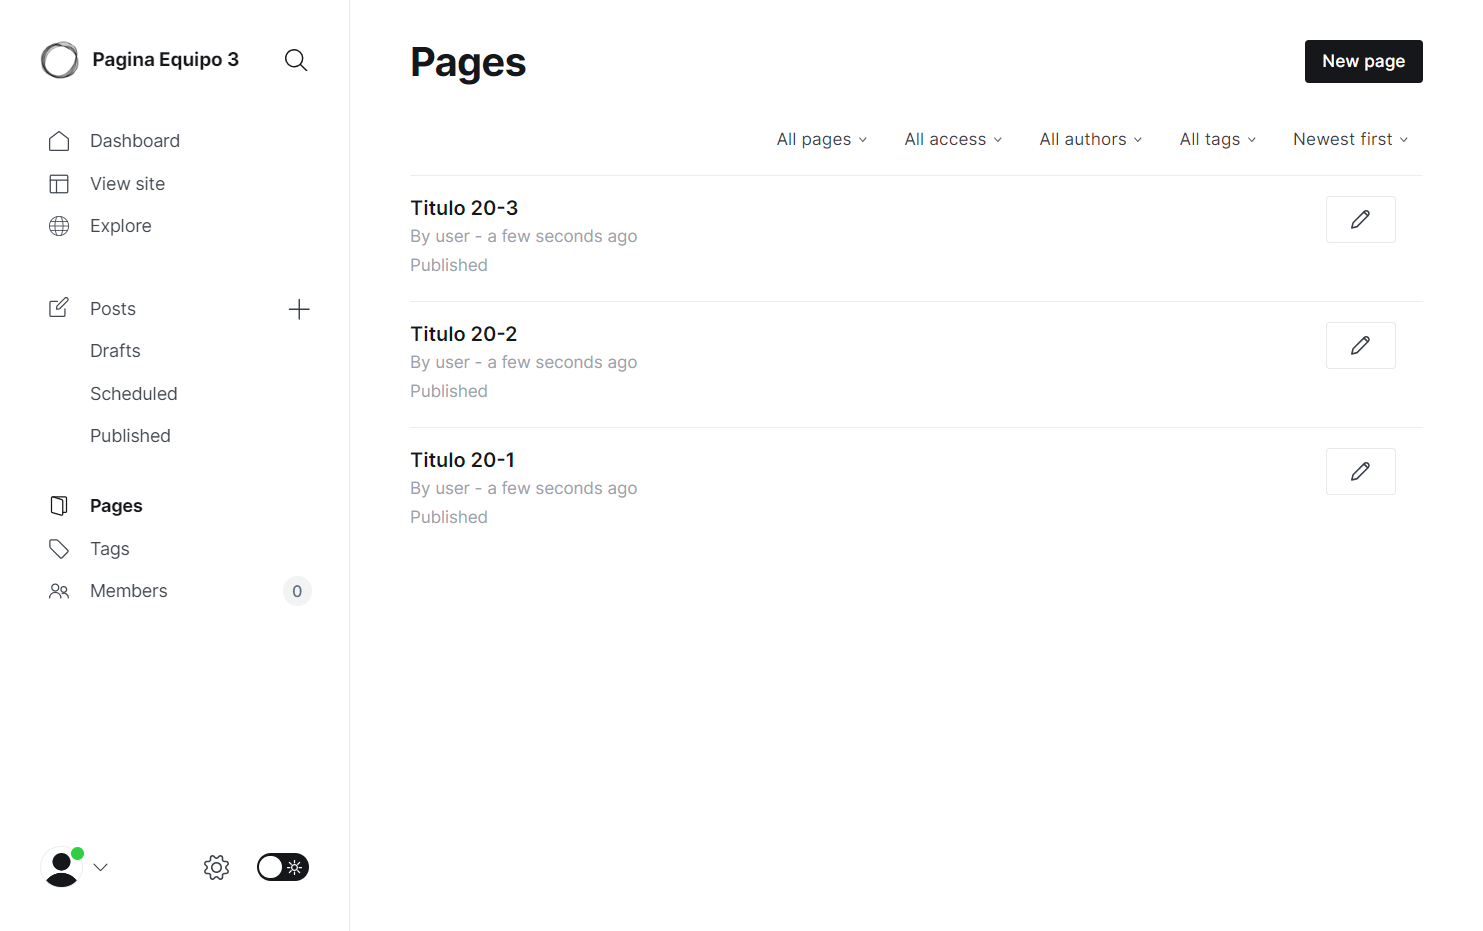 Pagina Equipo 3
Dashboard
View site
Explore
Posts
Drafts
Scheduled
Published
Pages
Tags
Members
0
Pages
New page
All pages
All access
All authors
All tags
Newest first
Titulo 20-3
By user - a few seconds ago
Published
Titulo 20-2
By user - a few seconds ago
Published
Titulo 20-1
By user - a few seconds ago
Published